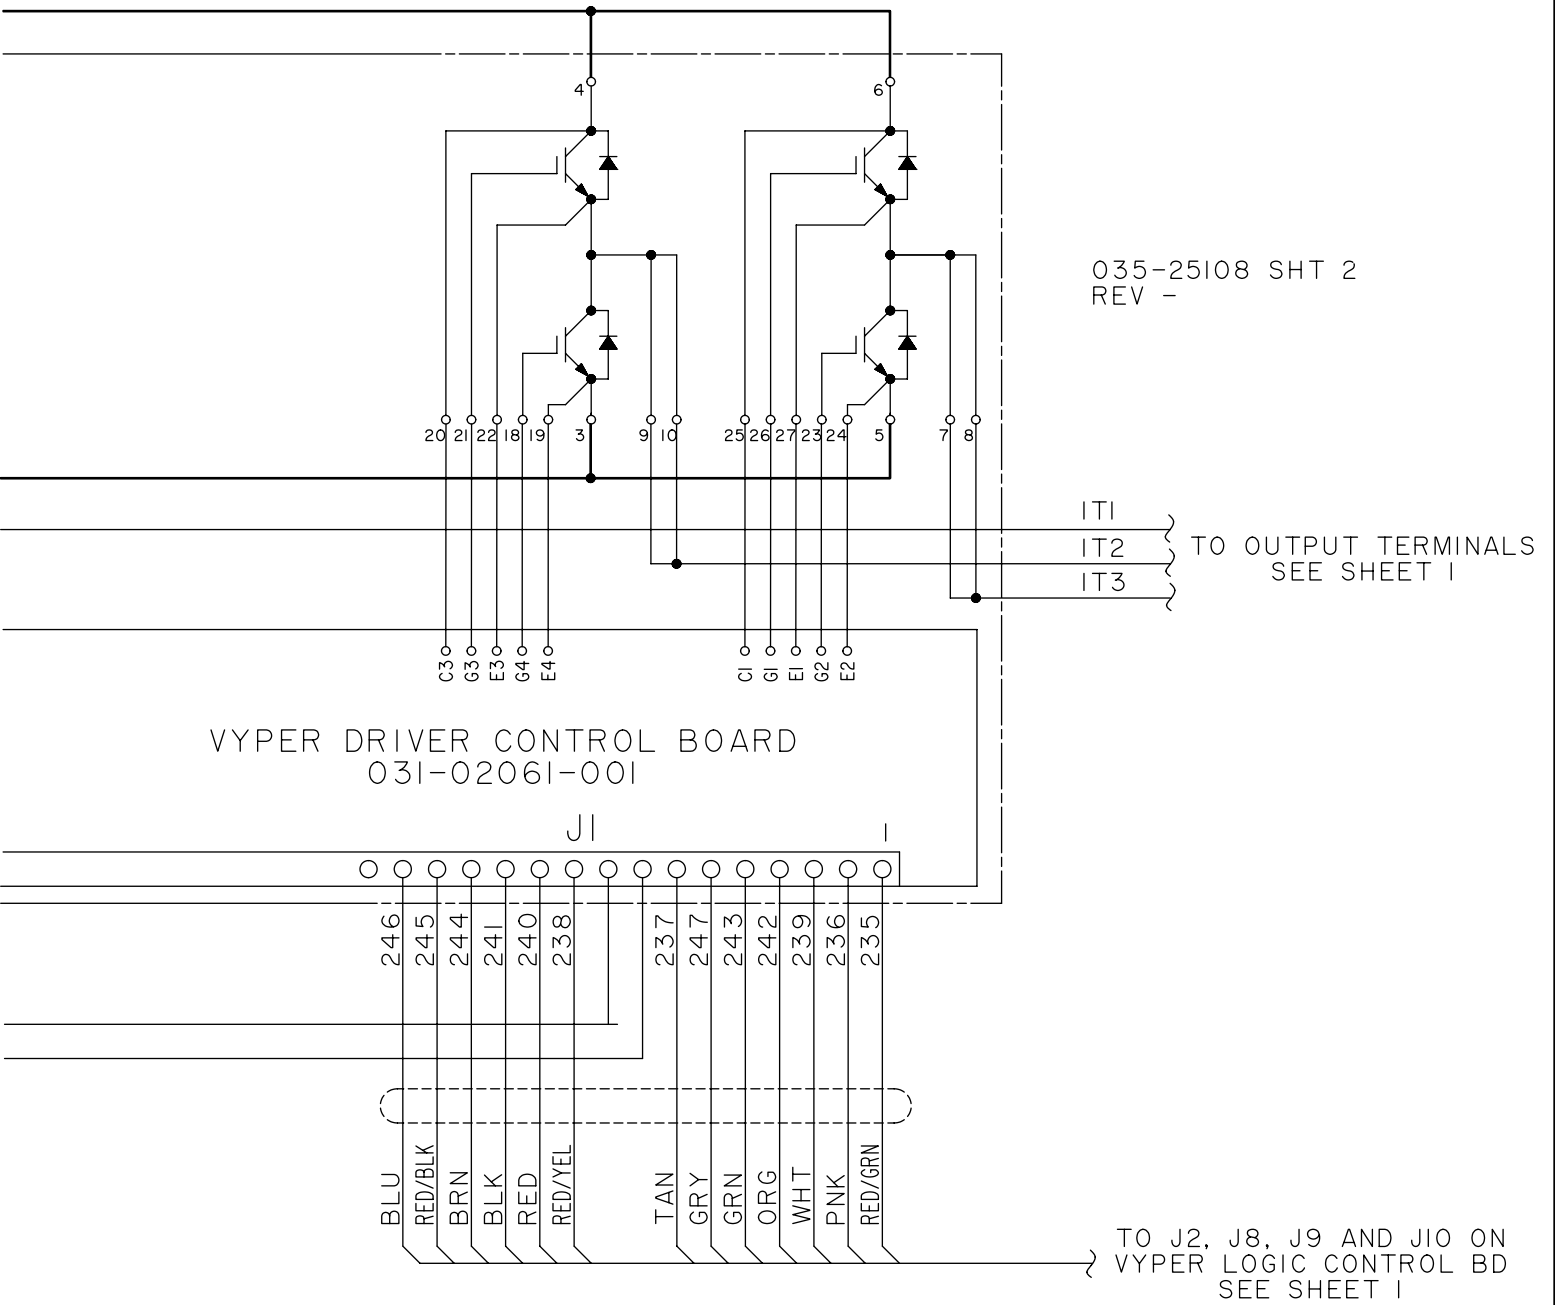 4 6
035-25108 SHT 2
REV -
20 21 22 18 19 3 9 10 25 26 27 23 24 5 7 8
1T1
1T2
1T3
TO OUTPUT TERMINALS
SEE SHEET 1
C3 G3 E3 G4 E4 C1 G1 E1 G2 E2
VYPER DRIVER CONTROL BOARD
031-02061-001
J1 1
246 245 244 241 240 238 237 247 243 242 239 236 235
BLU RED/BLK BRN BLK RED RED/YEL TAN GRY GRN ORG WHT PNK RED/GRN
TO J2, J8, J9 AND J10 ON
VYPER LOGIC CONTROL BD
SEE SHEET 1